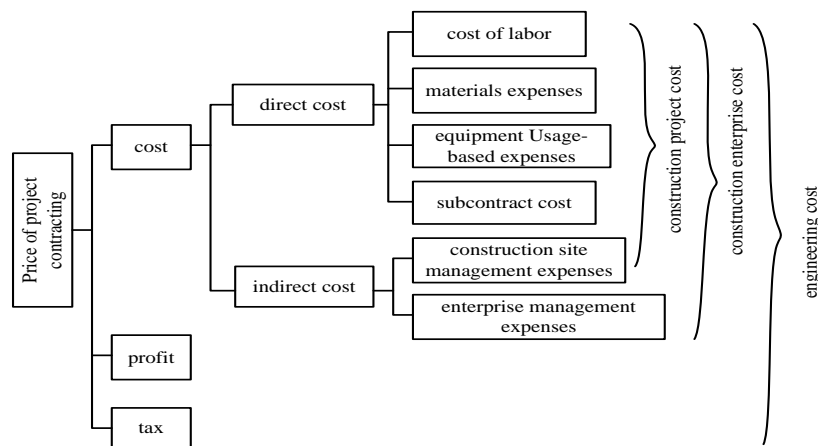 Price of project
contracting
cost
profit
tax
direct cost
indirect cost
cost of labor
materials expenses
equipment Usage-
based expenses
subcontract cost
construction site
management expenses
enterprise management
expenses
construction project cost
construction enterprise cost
engineering cost